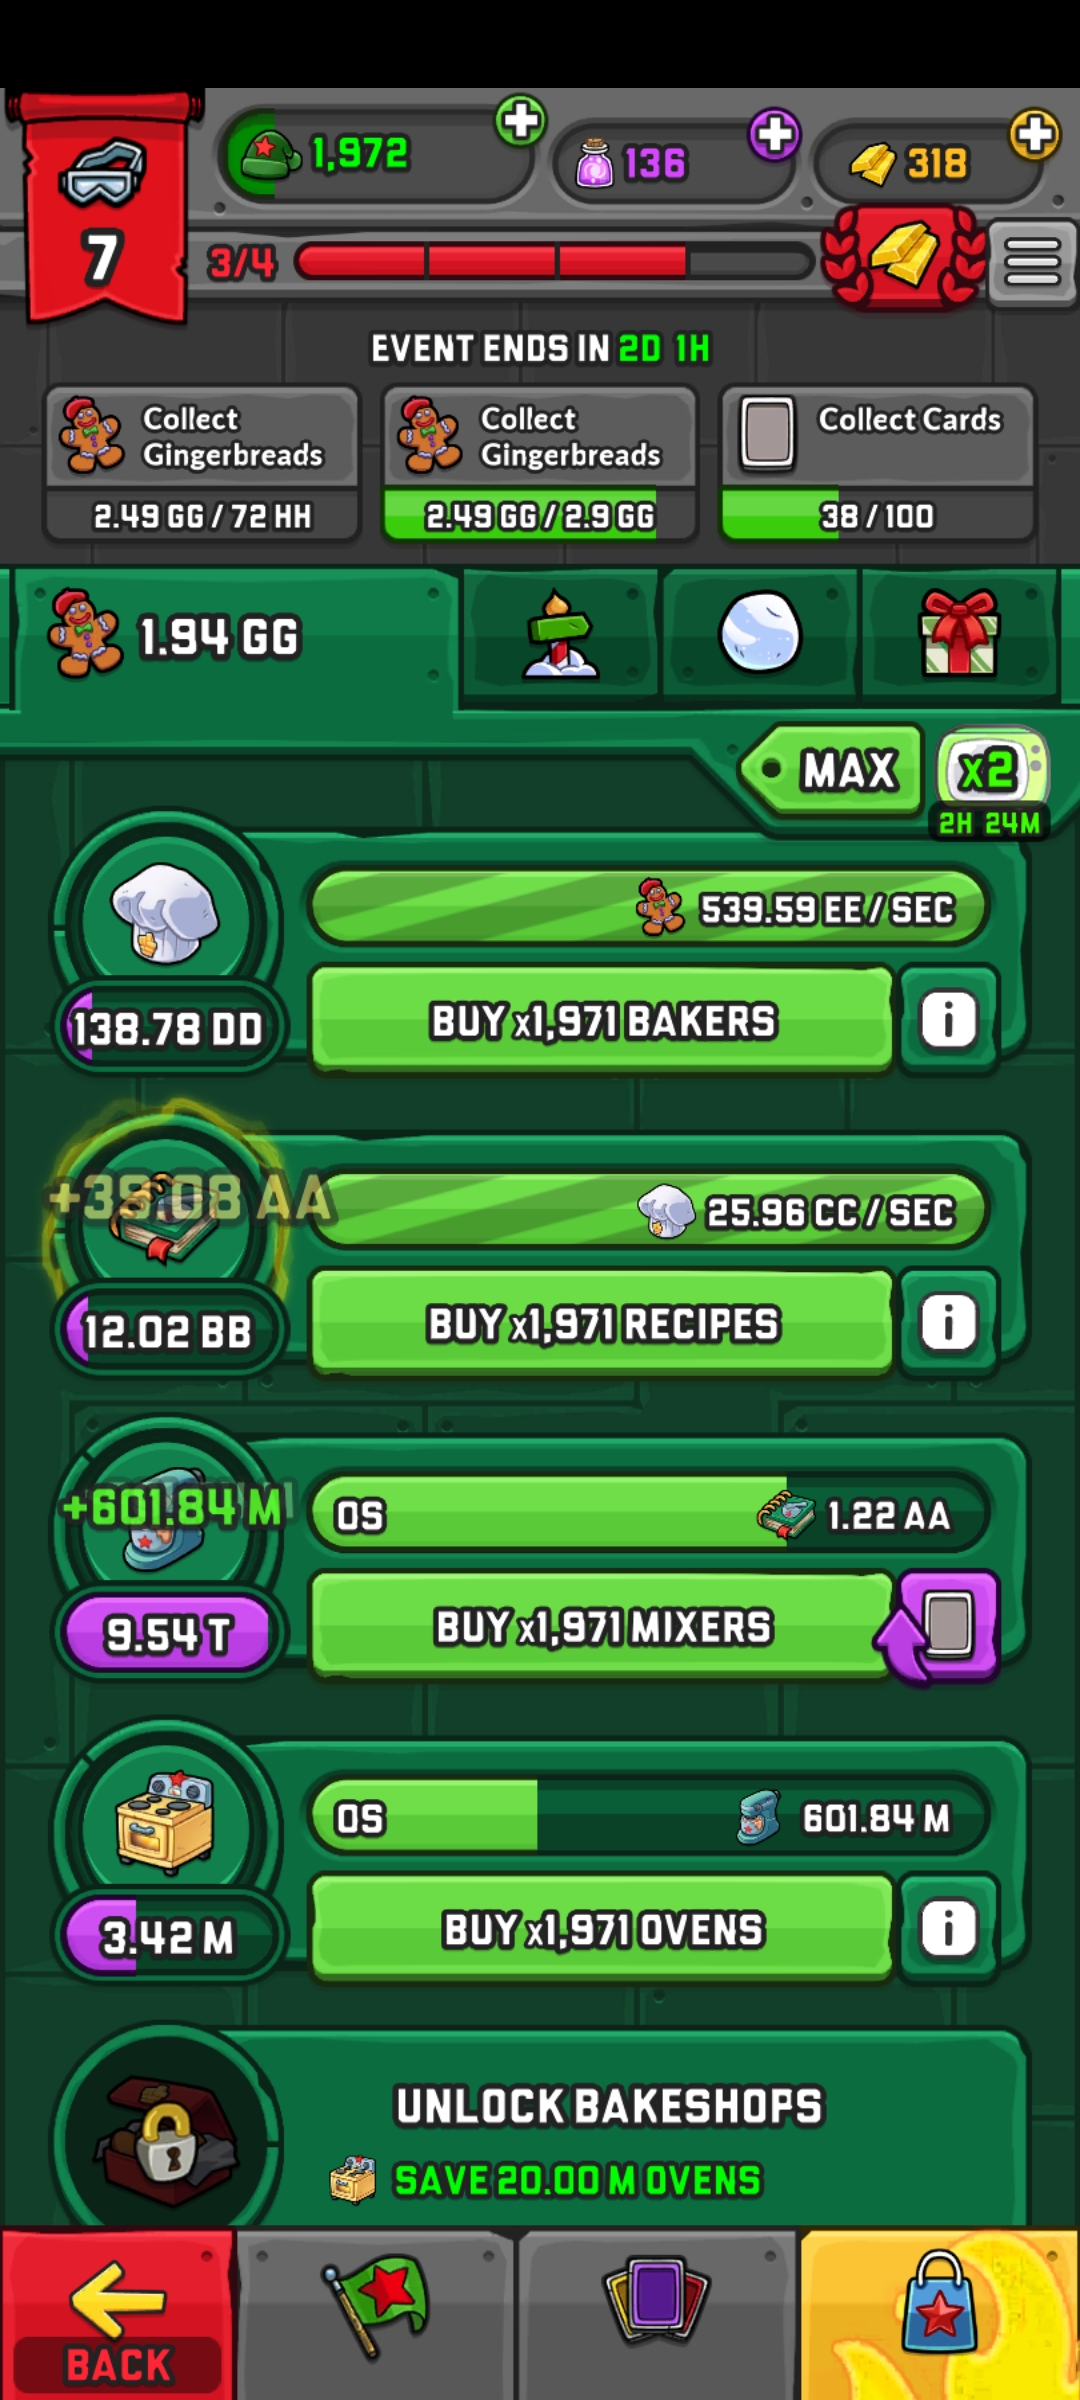 1,972
136
318
7
3/4
EVENT ENDS IN 2D 1H
Collect
Gingerbreads
2.49 GG / 72 HH
Collect
Gingerbreads
2.49 GG / 2.9 GG
Collect Cards
38 / 100
1.94 GG
MAX
x2
2H 24M
539.59 EE / SEC
138.78 DD
BUY x1,971 BAKERS
i
+39.08 AA
25.96 CC / SEC
12.02 BB
BUY x1,971 RECIPES
i
+601.84 M
0S
1.22 AA
9.54 T
BUY x1,971 MIXERS
0S
601.84 M
3.42 M
BUY x1,971 OVENS
i
UNLOCK BAKESHOPS
SAVE 20.00 M OVENS
BACK